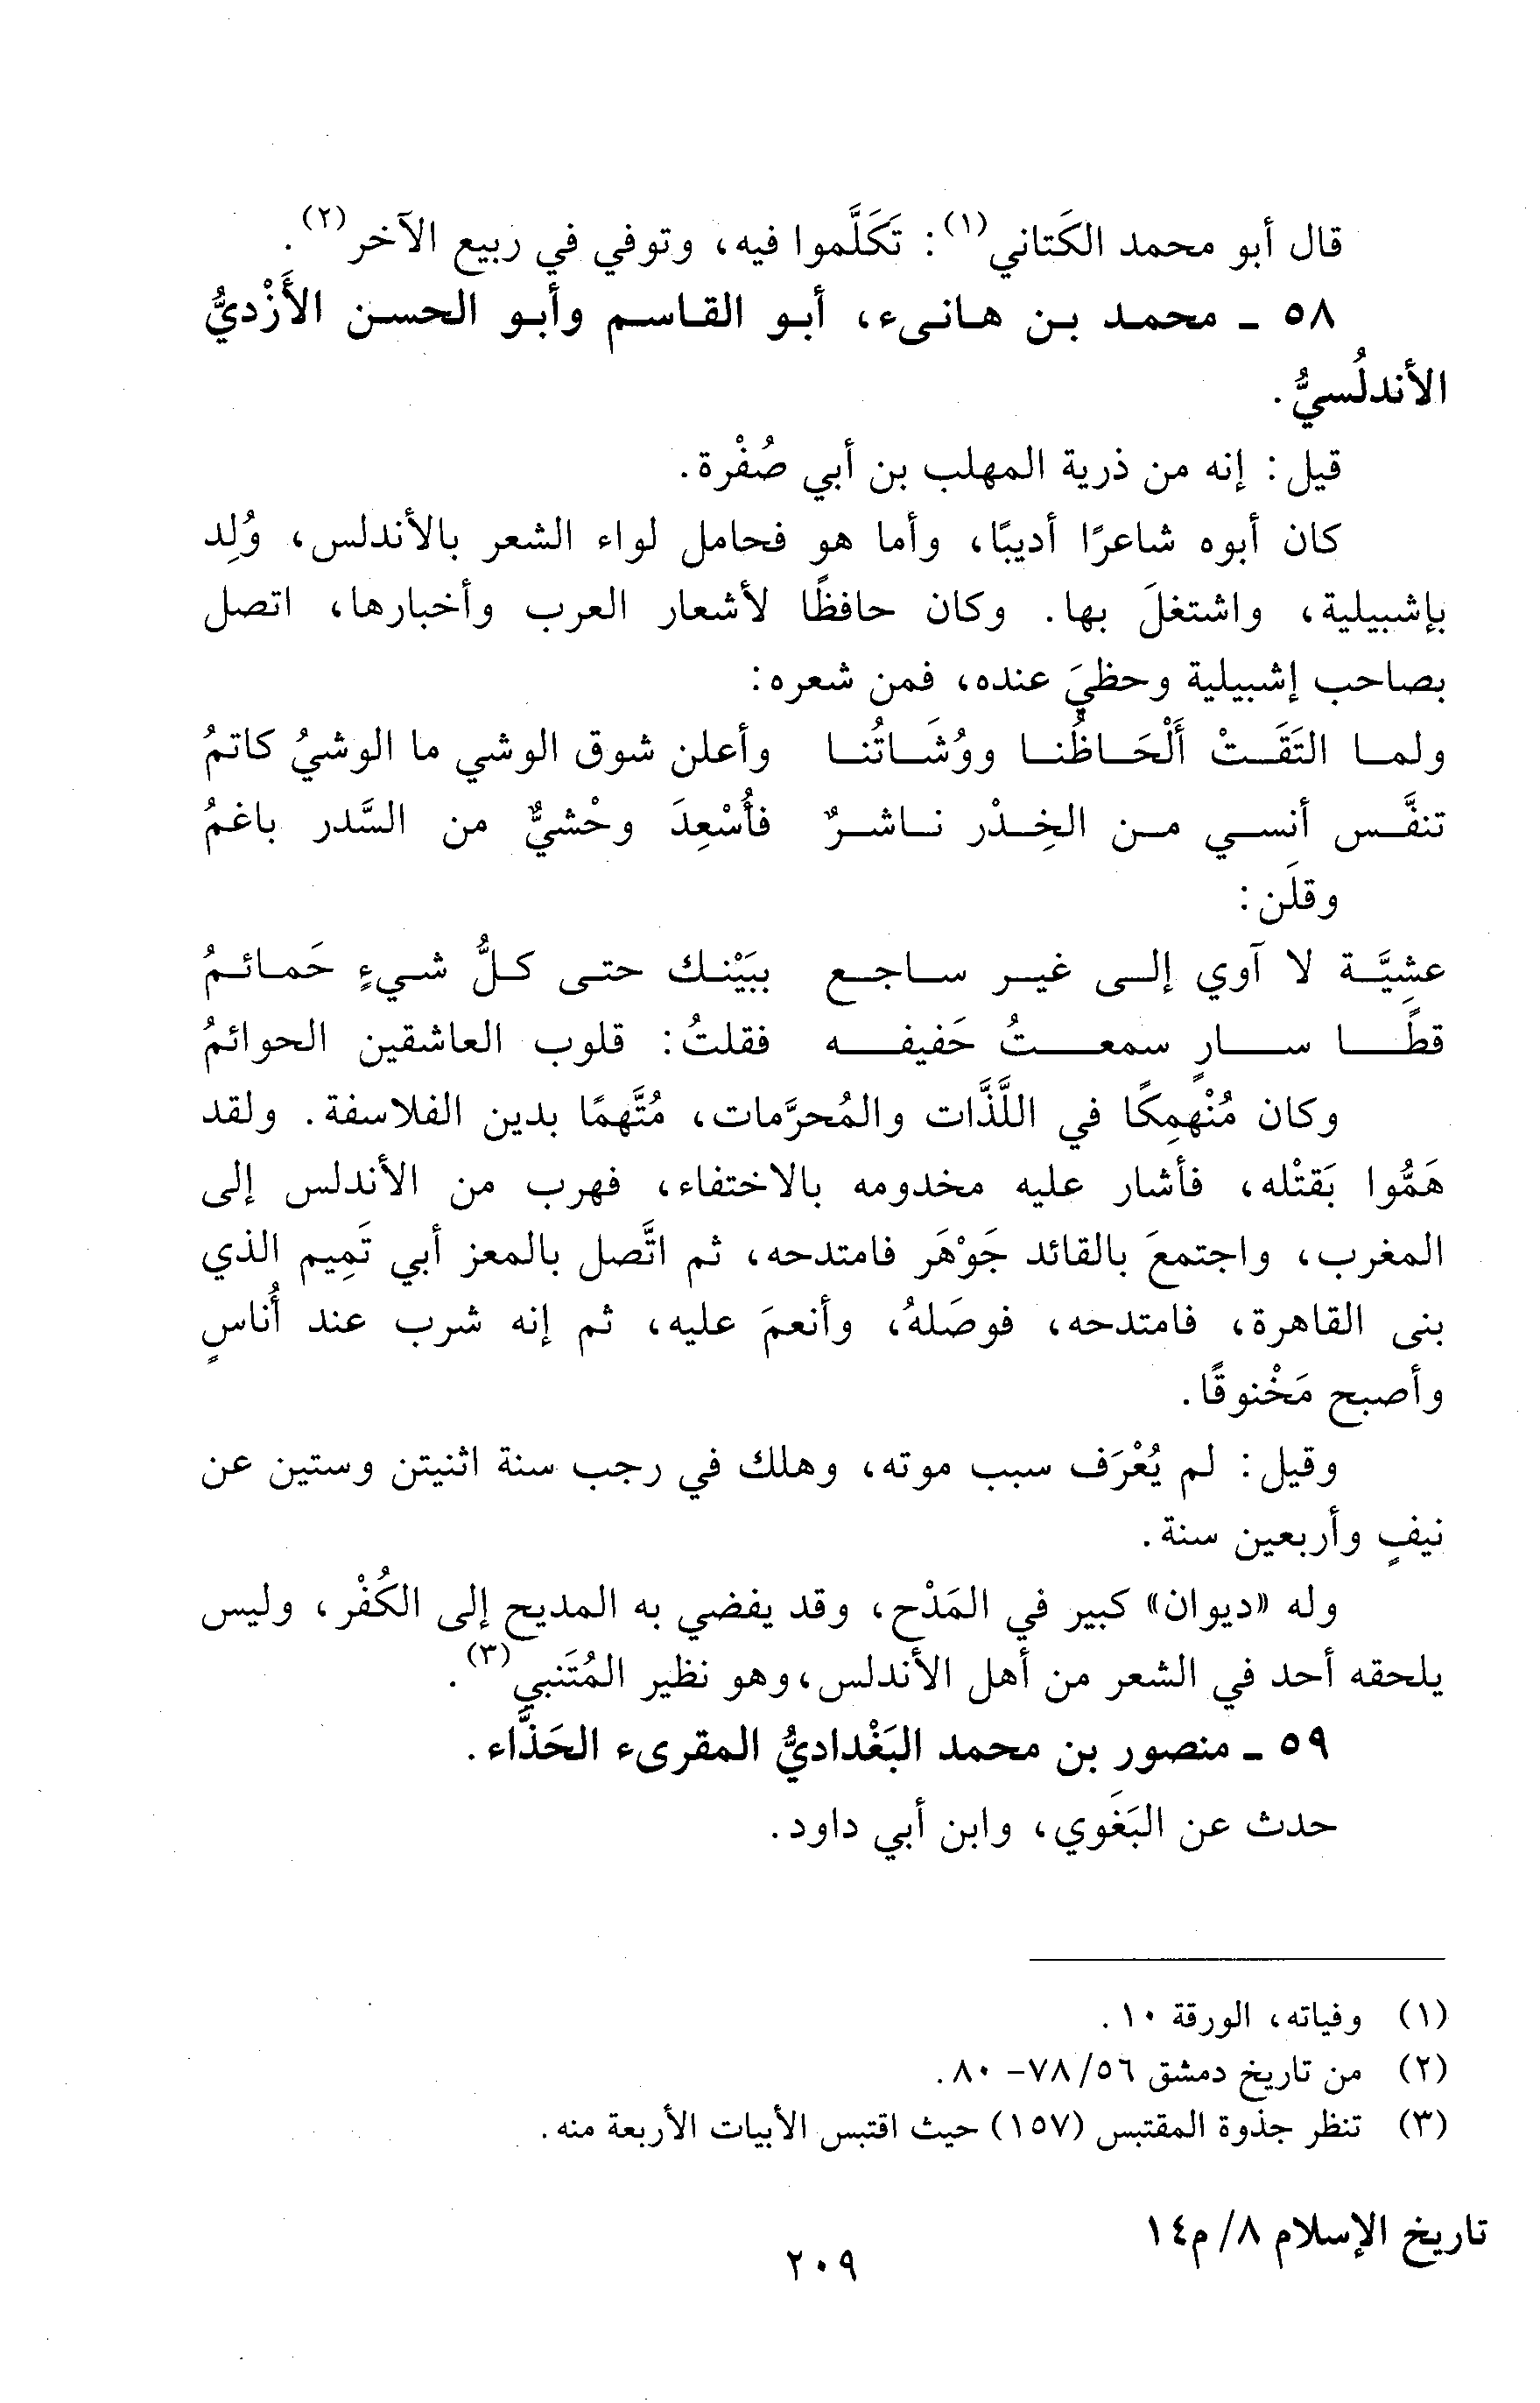 قال أبو محمد الكَتاني(١): تَكَلَّموا فيه، وتوفي في ربيع الآخر(٢).
٥٨ ـ محمد بن هانىء، أبو القاسم وأبو الحسن الأَزْديُّ
الأندلُسيُّ.
قيل: إنه من ذرية المهلب بن أبي صُفْرة.
كان أبوه شاعرًا أديبًا، وأما هو فحامل لواء الشعر بالأندلس، وُلِد
بإشبيلية، واشتغلَ بها. وكان حافظًا لأشعار العرب وأخبارها، اتصل
بصاحب إشبيلية وحظيَ عنده، فمن شعره:
ولما التَقَتْ أَلْحَاظُنا ووُشَاتُنا وأعلن شوق الوشي ما الوشيُ كاتمُ
تنفَّس أنسي من الخِدْر ناشرٌ فأُسْعِدَ وحْشيٌّ من السَّدر باغمُ
وقلَن:
عشِيَّة لا آوي إلى غير ساجع ببَيْنك حتى كلُّ شيءٍ حَمائمُ
قطًا سارٍ سمعتُ حَفيفه فقلتُ: قلوب العاشقين الحوائمُ
وكان مُنْهمِكًا في اللَّذَّات والمُحرَّمات، مُتَّهمًا بدين الفلاسفة. ولقد
هَمُّوا بَقتْله، فأشار عليه مخدومه بالاختفاء، فهرب من الأندلس إلى
المغرب، واجتمعَ بالقائد جَوْهَر فامتدحه، ثم اتَّصل بالمعز أبي تَمِيم الذي
بنى القاهرة، فامتدحه، فوصَلهُ، وأنعمَ عليه، ثم إنه شرب عند أُناسٍ
وأصبح مَخْنوقًا.
وقيل: لم يُعْرَف سبب موته، وهلك في رجب سنة اثنيتن وستين عن
نيفٍ وأربعين سنة.
وله «ديوان» كبير في المَدْح، وقد يفضي به المديح إلى الكُفْر، وليس
يلحقه أحد في الشعر من أهل الأندلس، وهو نظير المُتَنبي(٣).
٥٩ ـ منصور بن محمد البَغْداديُّ المقرىء الحَذَّاء.
حدث عن البَغَوي، وابن أبي داود.
(١) وفياته، الورقة ١٠.
(٢) من تاريخ دمشق ٥٦/ ٧٨- ٨٠.
(٣) تنظر جذوة المقتبس (١٥٧) حيث اقتبس الأبيات الأربعة منه.
تاريخ الإسلام ٨/ م١٤
٢٠٩